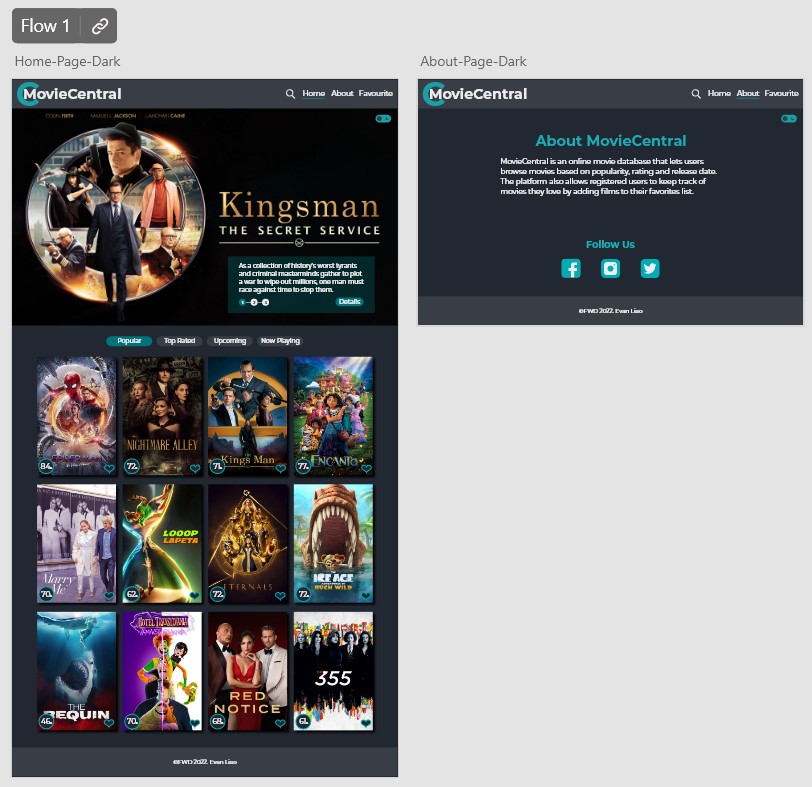 Flow 1
Home-Page-Dark
MovieCentral
Home About Favourite
COLIN FIRTH SAMUEL L. JACKSON AND MICHAEL CAINE
Kingsman
THE SECRET SERVICE
As a collection of history's worst tyrants
and criminal masterminds gather to plot
a war to wipe out millions, one man must
race against time to stop them.
1 2 3
Details
Popular Top Rated Upcoming Now Playing
NIGHTMARE ALLEY
King's Man
ENCANTO
84 72 71 77
Marry Me
LOOOP
LAPETA
ETERNALS
ICE AGE
BUCK WILD
70 62 72 72
THE
REQUIN
HOTEL TRANSYLVANIA
RED
NOTICE
355
46 70 68 61
©FWD 2022. Evan Liao
About-Page-Dark
MovieCentral
Home About Favourite
About MovieCentral
MovieCentral is an online movie database that lets users
browse movies based on popularity, rating and release date.
The platform also allows registered users to keep track of
movies they love by adding films to their favorites list.
Follow Us
©FWD 2022. Evan Liao